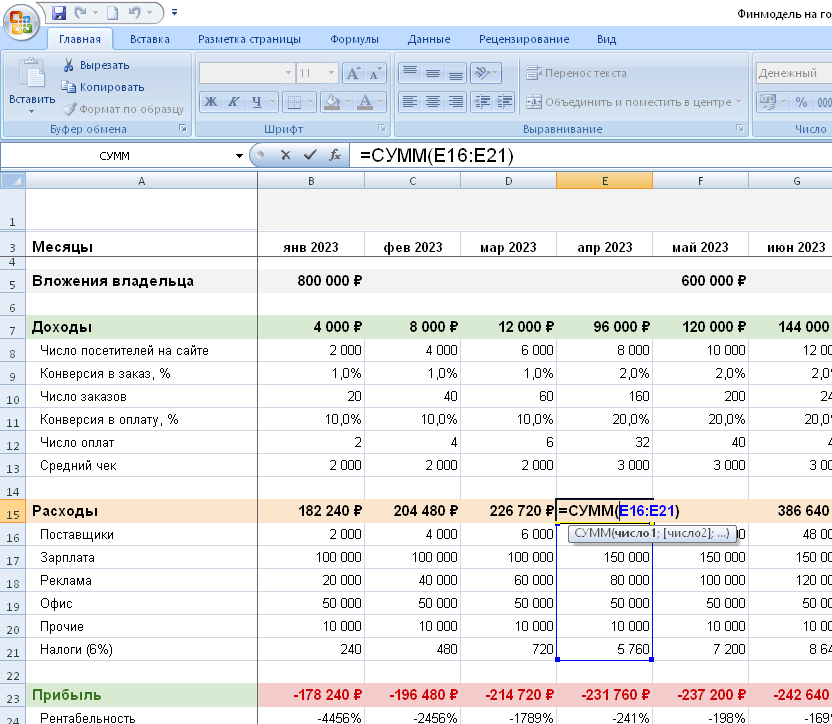 Финмодель на го
Главная Вставка Разметка страницы Формулы Данные Рецензирование Вид
Вставить
Вырезать
Копировать
Формат по образцу
Буфер обмена
11
Ж К Ч
Шрифт
Перенос текста
Объединить и поместить в центре
Выравнивание
Денежный
% 000
Число
СУММ fx =СУММ(E16:E21)
A B C D E F G
1
3 Месяцы янв 2023 фев 2023 мар 2023 апр 2023 май 2023 июн 2023
4
5 Вложения владельца 800 000 ₽ 600 000 ₽
6
7 Доходы 4 000 ₽ 8 000 ₽ 12 000 ₽ 96 000 ₽ 120 000 ₽ 144 000
8 Число посетителей на сайте 2 000 4 000 6 000 8 000 10 000 12 00
9 Конверсия в заказ, % 1,0% 1,0% 1,0% 2,0% 2,0% 2,0
10 Число заказов 20 40 60 160 200 24
11 Конверсия в оплату, % 10,0% 10,0% 10,0% 20,0% 20,0% 20,0
12 Число оплат 2 4 6 32 40 4
13 Средний чек 2 000 2 000 2 000 3 000 3 000 3 00
14
15 Расходы 182 240 ₽ 204 480 ₽ 226 720 ₽ =СУММ(E16:E21) 386 640
16 Поставщики 2 000 4 000 6 000 СУММ(число1; [число2]; ...) 48 00
17 Зарплата 100 000 100 000 100 000 150 000 150 000 150 00
18 Реклама 20 000 40 000 60 000 80 000 100 000 120 00
19 Офис 50 000 50 000 50 000 50 000 50 000 50 00
20 Прочие 10 000 10 000 10 000 10 000 10 000 10 00
21 Налоги (6%) 240 480 720 5 760 7 200 8 64
22
23 Прибыль -178 240 ₽ -196 480 ₽ -214 720 ₽ -231 760 ₽ -237 200 ₽ -242 640
24 Рентабельность -4456% -2456% -1789% -241% -198% -169